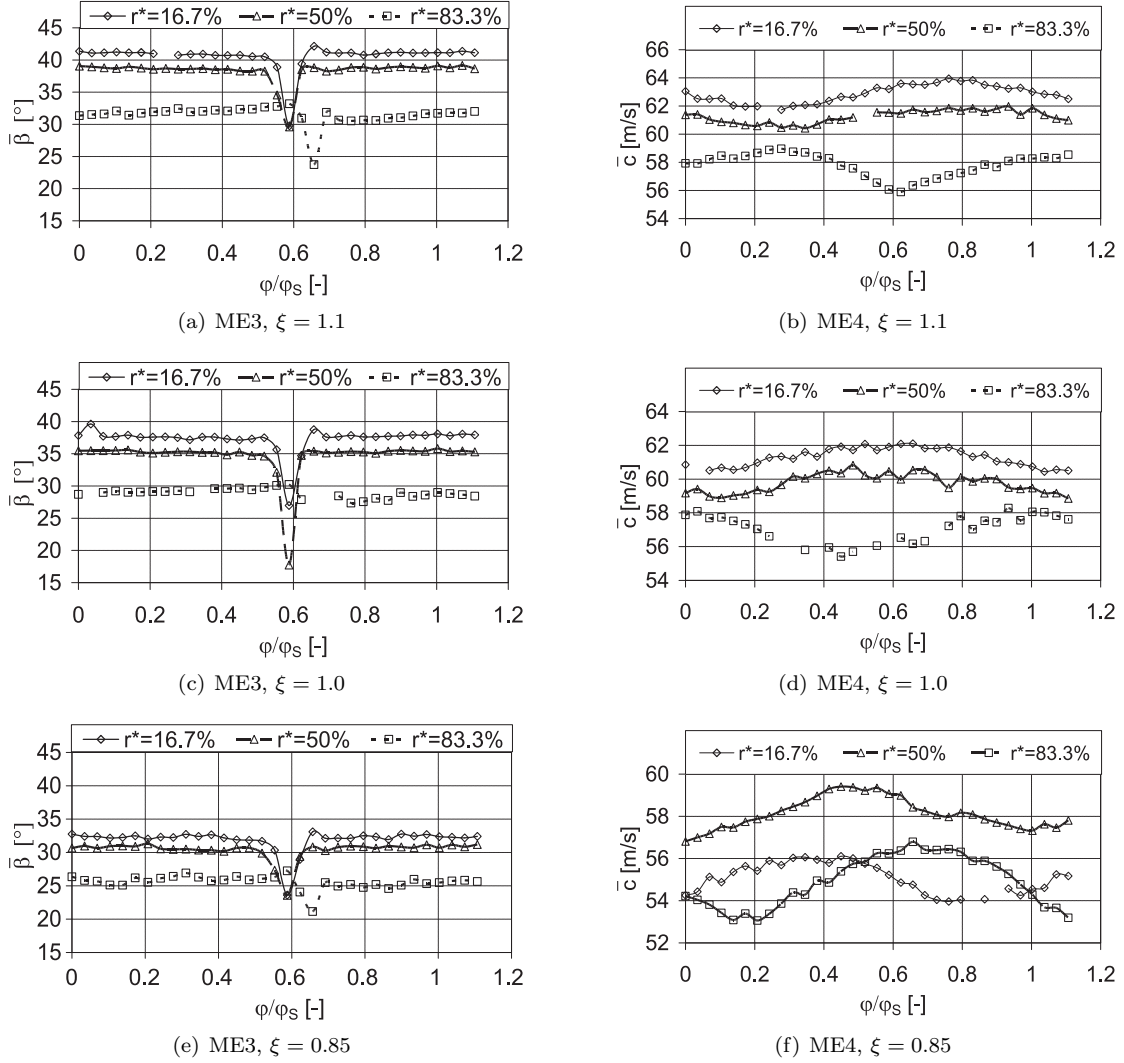 r*=16.7% r*=50% r*=83.3%
45
40
35
30
25
20
15
β̄ [°]
0 0.2 0.4 0.6 0.8 1 1.2
φ/φS [-]
(a) ME3, ξ = 1.1
r*=16.7% r*=50% r*=83.3%
66
64
62
60
58
56
54
c̄ [m/s]
0 0.2 0.4 0.6 0.8 1 1.2
φ/φS [-]
(b) ME4, ξ = 1.1
r*=16.7% r*=50% r*=83.3%
45
40
35
30
25
20
15
β̄ [°]
0 0.2 0.4 0.6 0.8 1 1.2
φ/φS [-]
(c) ME3, ξ = 1.0
r*=16.7% r*=50% r*=83.3%
64
62
60
58
56
54
c̄ [m/s]
0 0.2 0.4 0.6 0.8 1 1.2
φ/φS [-]
(d) ME4, ξ = 1.0
r*=16.7% r*=50% r*=83.3%
45
40
35
30
25
20
15
β̄ [°]
0 0.2 0.4 0.6 0.8 1 1.2
φ/φS [-]
(e) ME3, ξ = 0.85
r*=16.7% r*=50% r*=83.3%
60
58
56
54
52
c̄ [m/s]
0 0.2 0.4 0.6 0.8 1 1.2
φ/φS [-]
(f) ME4, ξ = 0.85